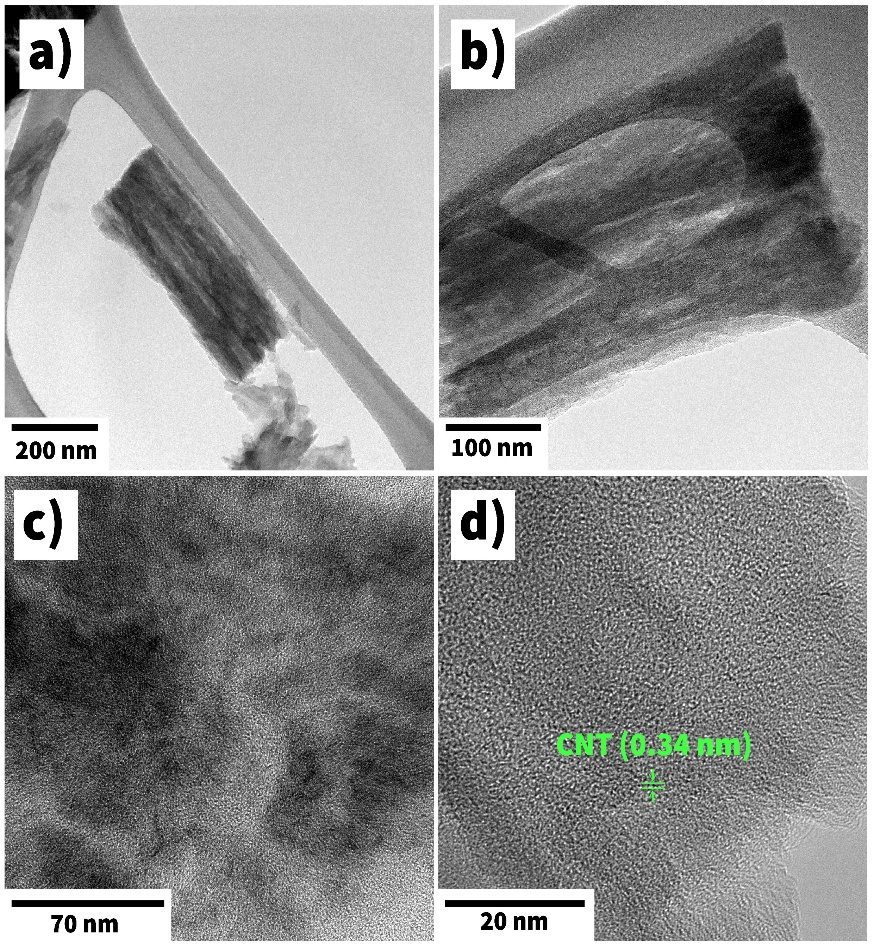 a)
b)
200 nm
100 nm
c)
d)
CNT (0.34 nm)
70 nm
20 nm